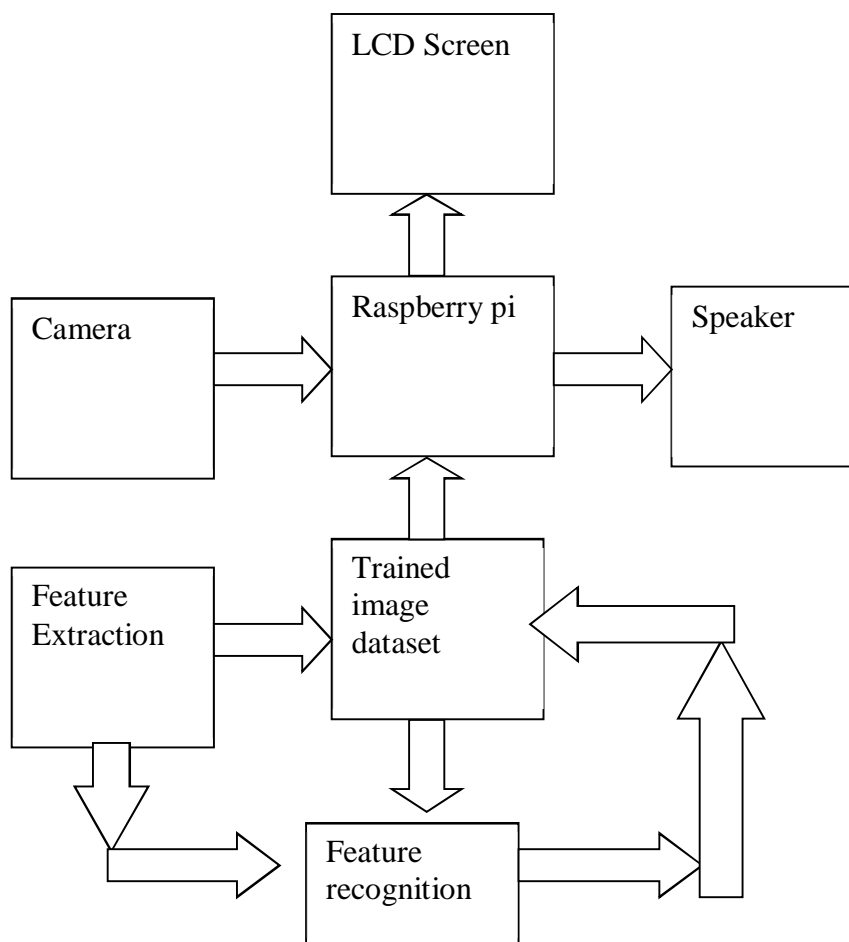 LCD Screen
Camera
Raspberry pi
Speaker
Feature
Extraction
Trained
image
dataset
Feature
recognition